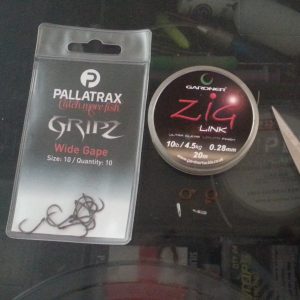 PALLATRAX
Catch more fish
GRIPZ
Wide Gape
Size: 10 / Quantity: 10
GARDNER
Zig
LINK
10lb / 4.5kg 0.28mm
20m